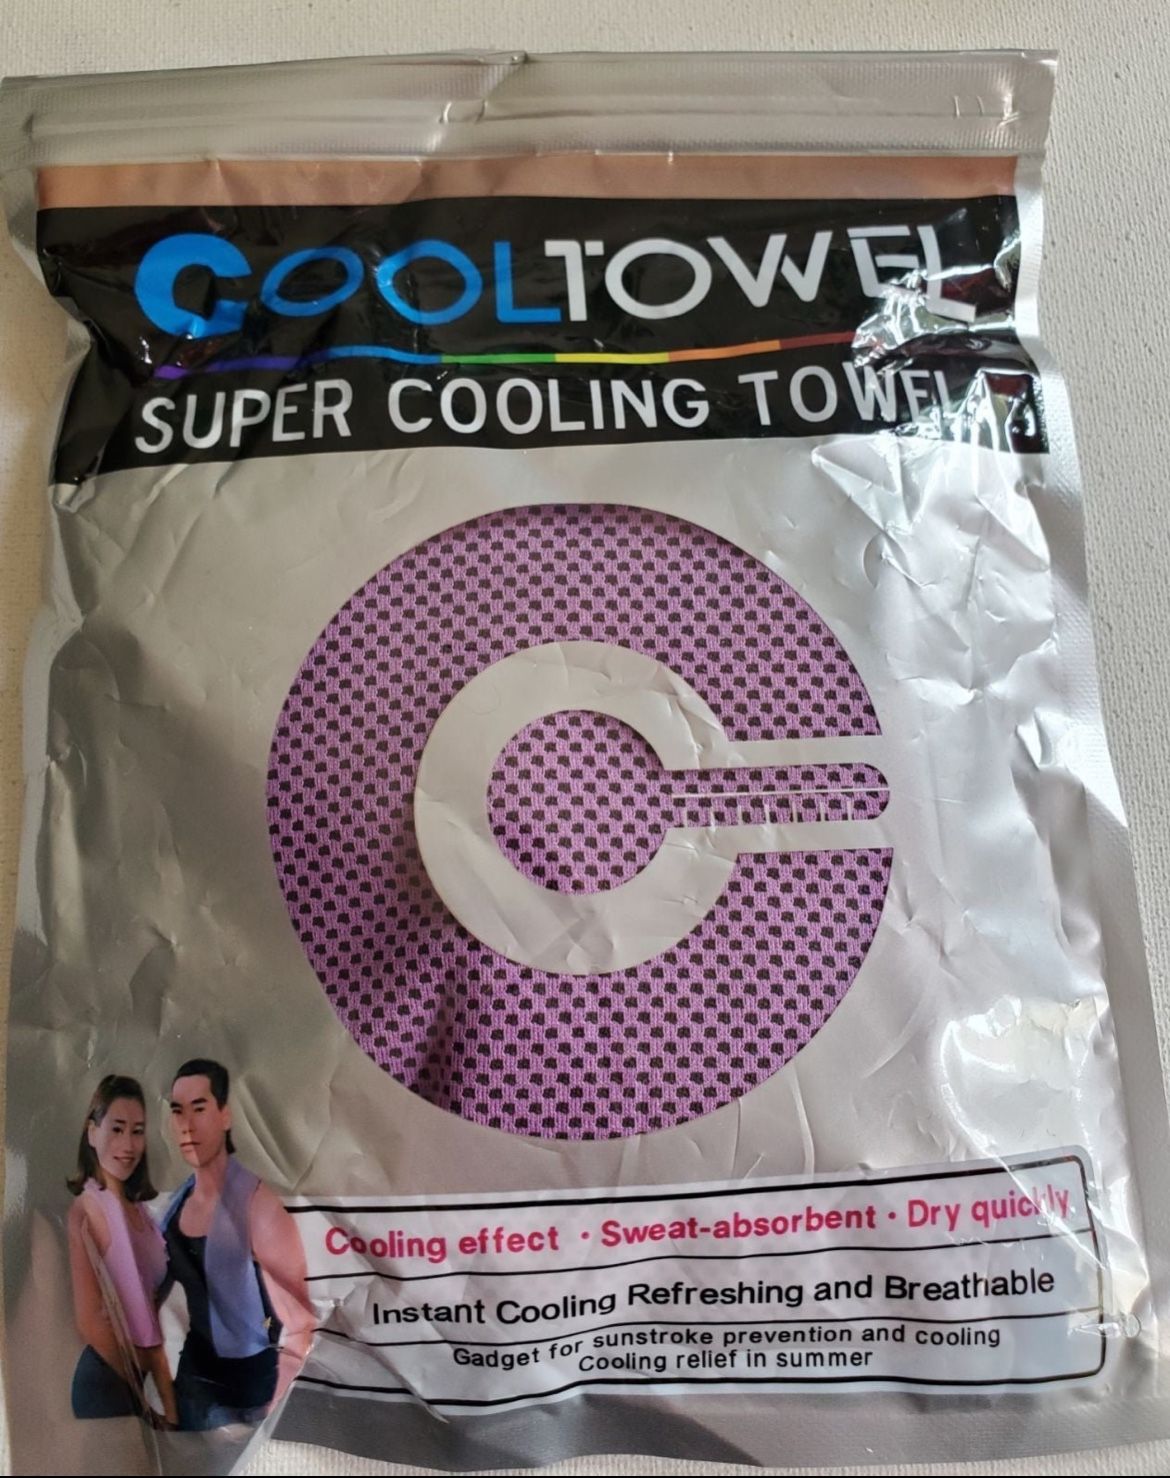 COOLTOWEL
SUPER COOLING TOWEL
Cooling effect · Sweat-absorbent · Dry quickly
Instant Cooling Refreshing and Breathable
Gadget for sunstroke prevention and cooling
Cooling relief in summer